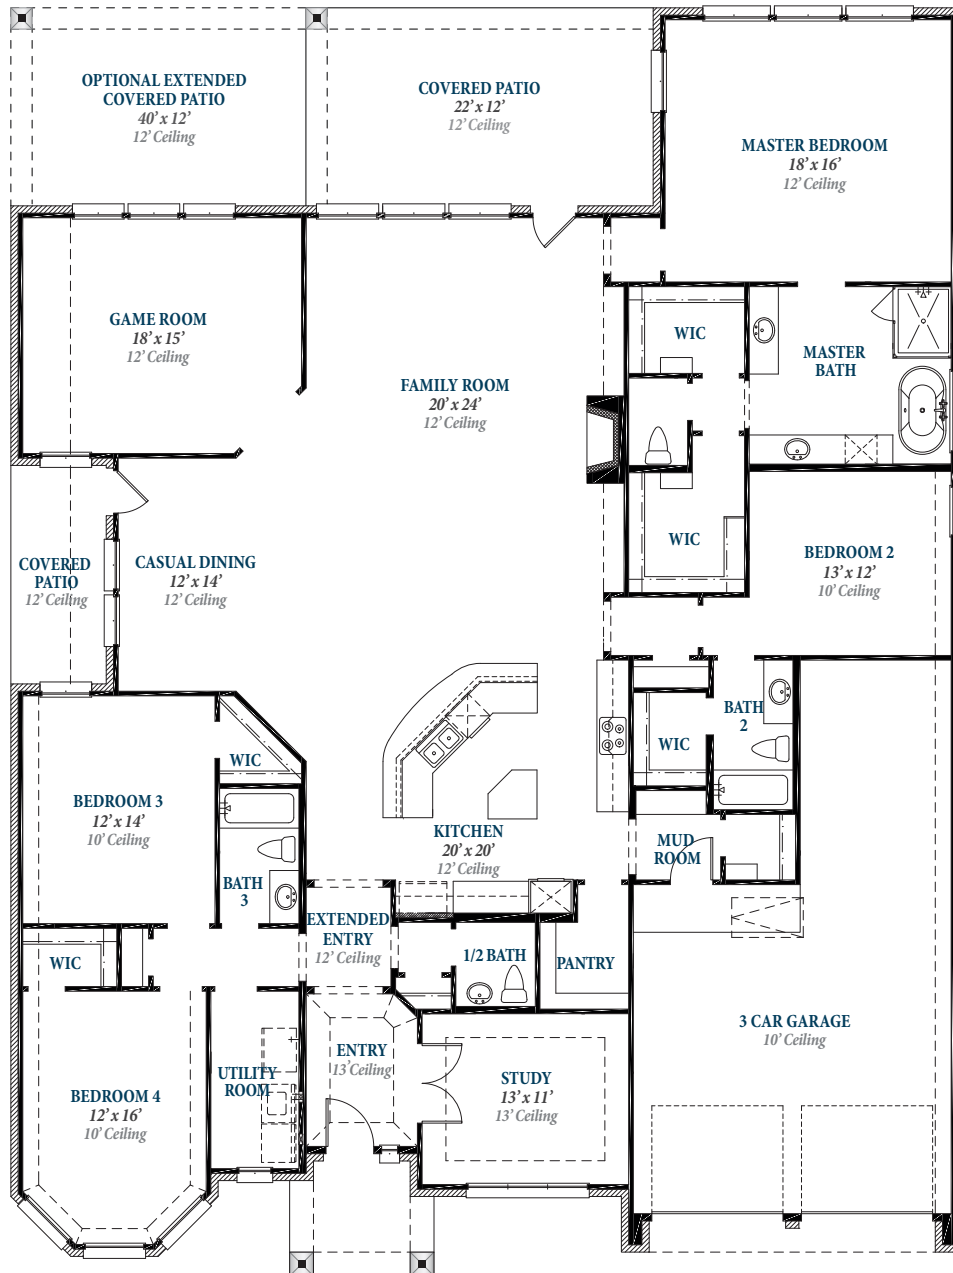 OPTIONAL EXTENDED
COVERED PATIO
40' x 12'
12' Ceiling
COVERED PATIO
22' x 12'
12' Ceiling
MASTER BEDROOM
18' x 16'
12' Ceiling
GAME ROOM
18' x 15'
12' Ceiling
WIC
MASTER
BATH
FAMILY ROOM
20' x 24'
12' Ceiling
WIC
COVERED
PATIO
12' Ceiling
CASUAL DINING
12' x 14'
12' Ceiling
BEDROOM 2
13' x 12'
10' Ceiling
BATH
2
WIC
WIC
BEDROOM 3
12' x 14'
10' Ceiling
KITCHEN
20' x 20'
12' Ceiling
MUD
ROOM
BATH
3
EXTENDED
ENTRY
12' Ceiling
1/2 BATH
PANTRY
WIC
3 CAR GARAGE
10' Ceiling
ENTRY
13' Ceiling
UTILITY
ROOM
STUDY
13' x 11'
13' Ceiling
BEDROOM 4
12' x 16'
10' Ceiling